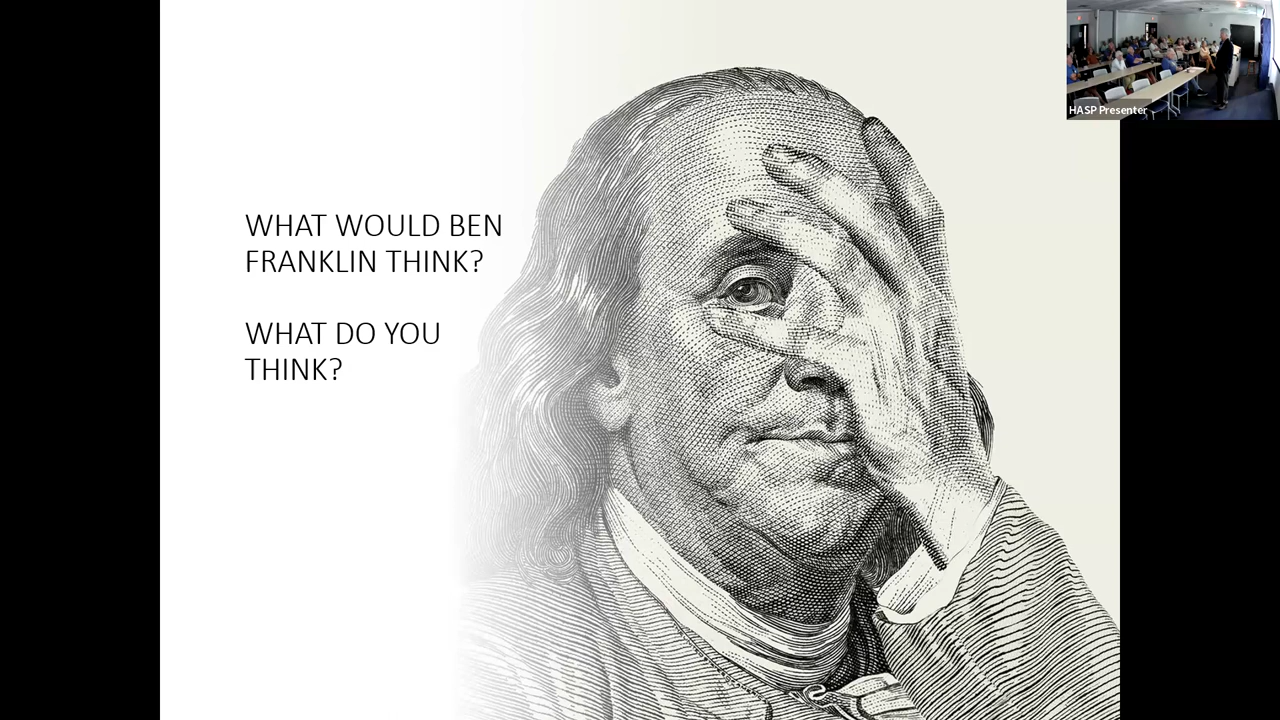 WHAT WOULD BEN
FRANKLIN THINK?
WHAT DO YOU
THINK?
HASP Presenter